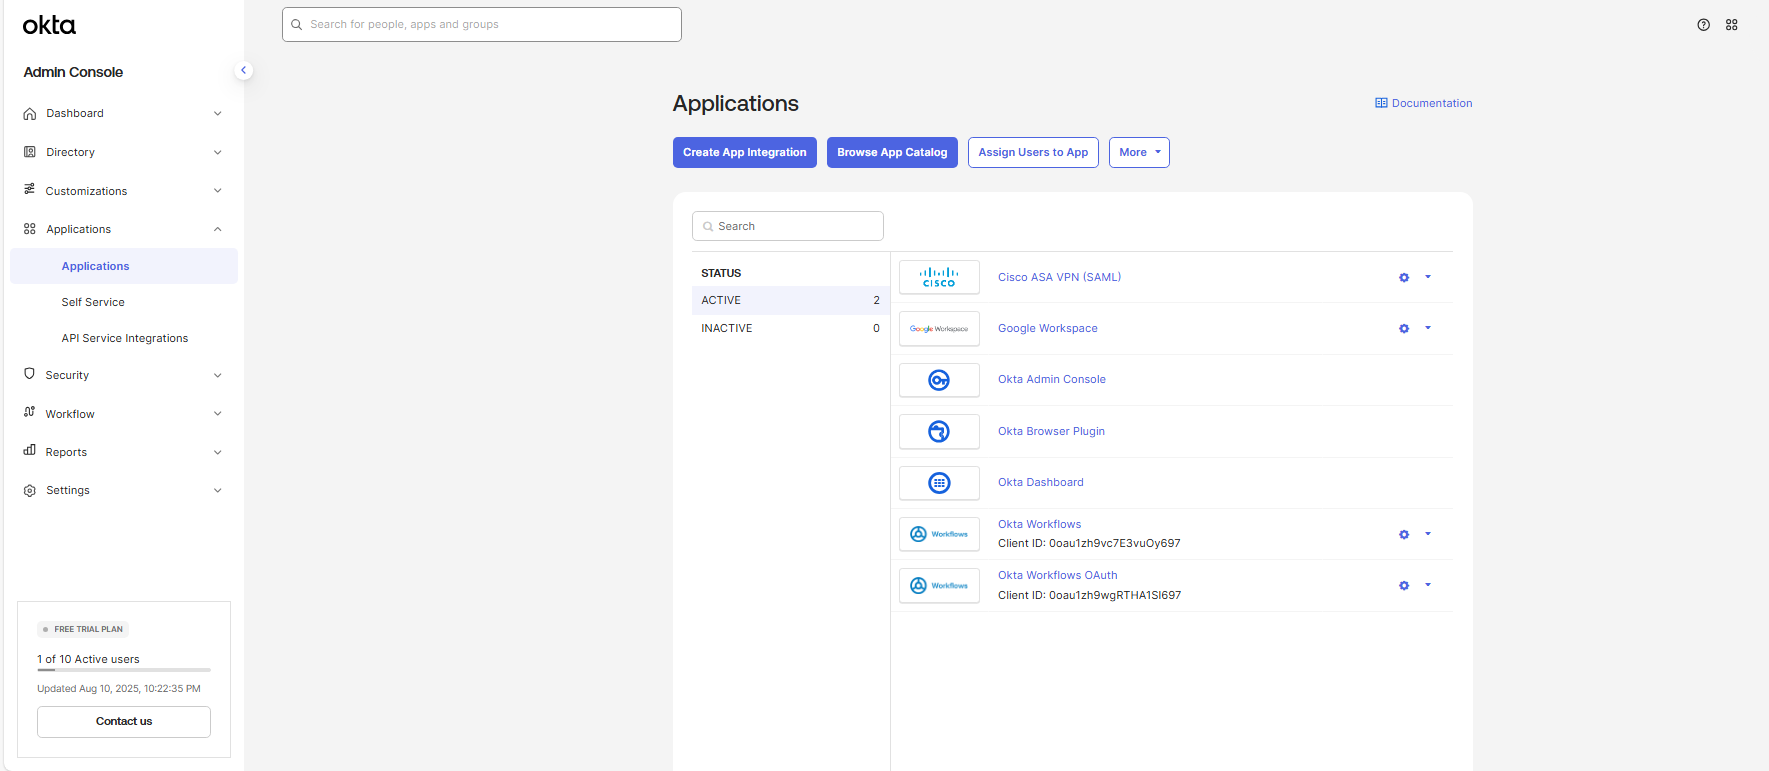 okta
Search for people, apps and groups
Admin Console
Dashboard
Directory
Customizations
Applications
Applications
Self Service
API Service Integrations
Security
Workflow
Reports
Settings
FREE TRIAL PLAN
1 of 10 Active users
Updated Aug 10, 2025, 10:22:35 PM
Contact us
Applications
Documentation
Create App Integration
Browse App Catalog
Assign Users to App
More
Search
STATUS
ACTIVE 2
INACTIVE 0
CISCO
Cisco ASA VPN (SAML)
Google Workspace
Google Workspace
Okta Admin Console
Okta Browser Plugin
Okta Dashboard
Workflows
Okta Workflows
Client ID: 0oau1zh9vc7E3vuOy697
Workflows
Okta Workflows OAuth
Client ID: 0oau1zh9wgRTHA1SI697